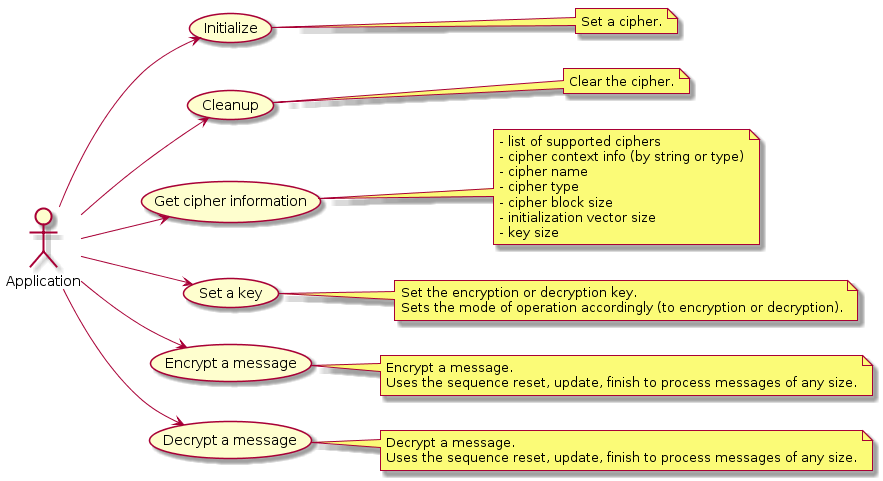 Initialize
Set a cipher.
Cleanup
Clear the cipher.
Get cipher information
- list of supported ciphers
- cipher context info (by string or type)
- cipher name
- cipher type
- cipher block size
- initialization vector size
- key size
Application
Set a key
Set the encryption or decryption key.
Sets the mode of operation accordingly (to encryption or decryption).
Encrypt a message
Encrypt a message.
Uses the sequence reset, update, finish to process messages of any size.
Decrypt a message
Decrypt a message.
Uses the sequence reset, update, finish to process messages of any size.